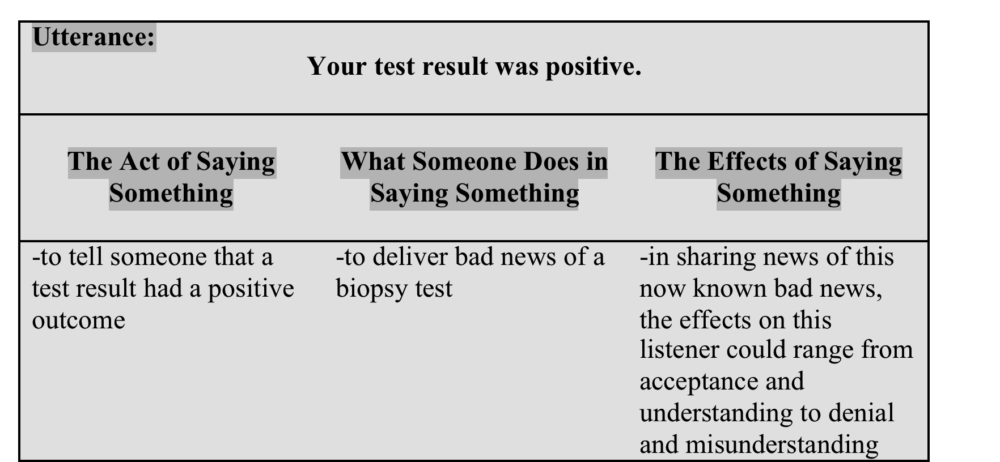 Utterance:
Your test result was positive.
The Act of Saying
Something
What Someone Does in
Saying Something
The Effects of Saying
Something
-to tell someone that a
test result had a positive
outcome
-to deliver bad news of a
biopsy test
-in sharing news of this
now known bad news,
the effects on this
listener could range from
acceptance and
understanding to denial
and misunderstanding